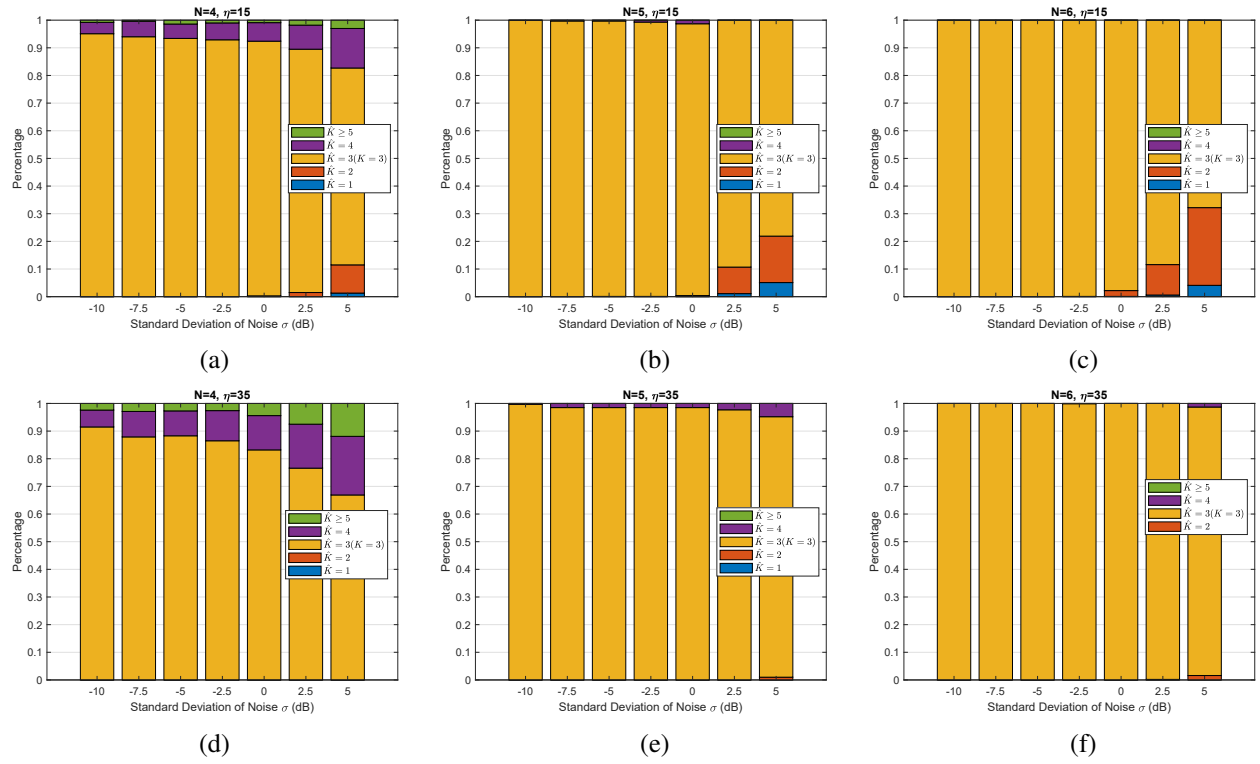 N=4, η=15
1
0.9
0.8
0.7
0.6
0.5
0.4
0.3
0.2
0.1
0
Percentage
K̂ ≥ 5
K̂ = 4
K̂ = 3(K = 3)
K̂ = 2
K̂ = 1
-10 -7.5 -5 -2.5 0 2.5 5
Standard Deviation of Noise σ (dB)
(a)
N=5, η=15
1
0.9
0.8
0.7
0.6
0.5
0.4
0.3
0.2
0.1
0
Percentage
K̂ ≥ 5
K̂ = 4
K̂ = 3(K = 3)
K̂ = 2
K̂ = 1
-10 -7.5 -5 -2.5 0 2.5 5
Standard Deviation of Noise σ (dB)
(b)
N=6, η=15
1
0.9
0.8
0.7
0.6
0.5
0.4
0.3
0.2
0.1
0
Percentage
K̂ ≥ 5
K̂ = 4
K̂ = 3(K = 3)
K̂ = 2
K̂ = 1
-10 -7.5 -5 -2.5 0 2.5 5
Standard Deviation of Noise σ (dB)
(c)
N=4, η=35
1
0.9
0.8
0.7
0.6
0.5
0.4
0.3
0.2
0.1
0
Percentage
K̂ ≥ 5
K̂ = 4
K̂ = 3(K = 3)
K̂ = 2
K̂ = 1
-10 -7.5 -5 -2.5 0 2.5 5
Standard Deviation of Noise σ (dB)
(d)
N=5, η=35
1
0.9
0.8
0.7
0.6
0.5
0.4
0.3
0.2
0.1
0
Percentage
K̂ ≥ 5
K̂ = 4
K̂ = 3(K = 3)
K̂ = 2
K̂ = 1
-10 -7.5 -5 -2.5 0 2.5 5
Standard Deviation of Noise σ (dB)
(e)
N=6, η=35
1
0.9
0.8
0.7
0.6
0.5
0.4
0.3
0.2
0.1
0
Percentage
K̂ ≥ 5
K̂ = 4
K̂ = 3(K = 3)
K̂ = 2
-10 -7.5 -5 -2.5 0 2.5 5
Standard Deviation of Noise σ (dB)
(f)